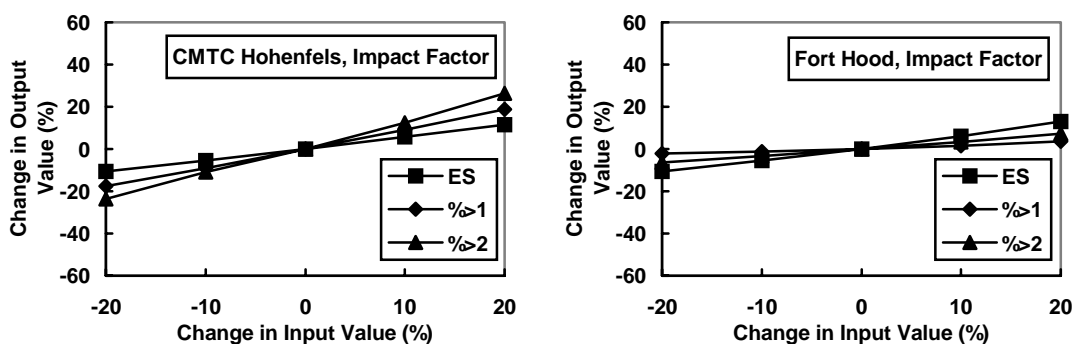 CMTC Hohenfels, Impact Factor
Change in Output
Value (%)
60
40
20
0
-20
-40
-60
ES
%>1
%>2
-20 -10 0 10 20
Change in Input Value (%)
Fort Hood, Impact Factor
Change in Output
Value (%)
60
40
20
0
-20
-40
-60
ES
%>1
%>2
-20 -10 0 10 20
Change in Input Value (%)